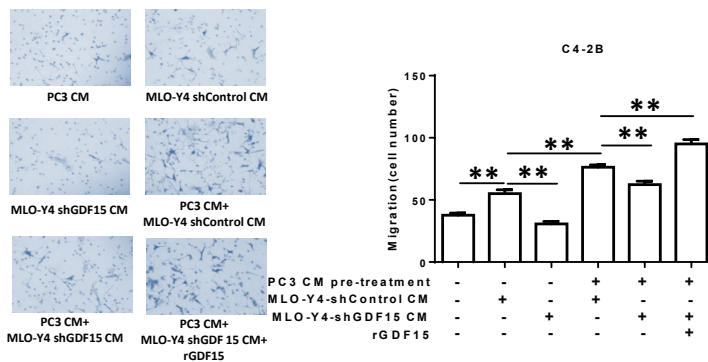 PC3 CM
MLO-Y4 shControl CM
MLO-Y4 shGDF15 CM
PC3 CM+
MLO-Y4 shControl CM
PC3 CM+
MLO-Y4 shGDF15 CM
PC3 CM+
MLO-Y4 shGDF15 CM+
rGDF15
C4-2B
Migration(cell number)
150
100
50
0
**
**
**
**
**
PC3 CM pre-treatment - - - + + +
MLO-Y4-shControl CM - + - + - -
MLO-Y4-shGDF15 CM - - + - + +
rGDF15 - - - - - +